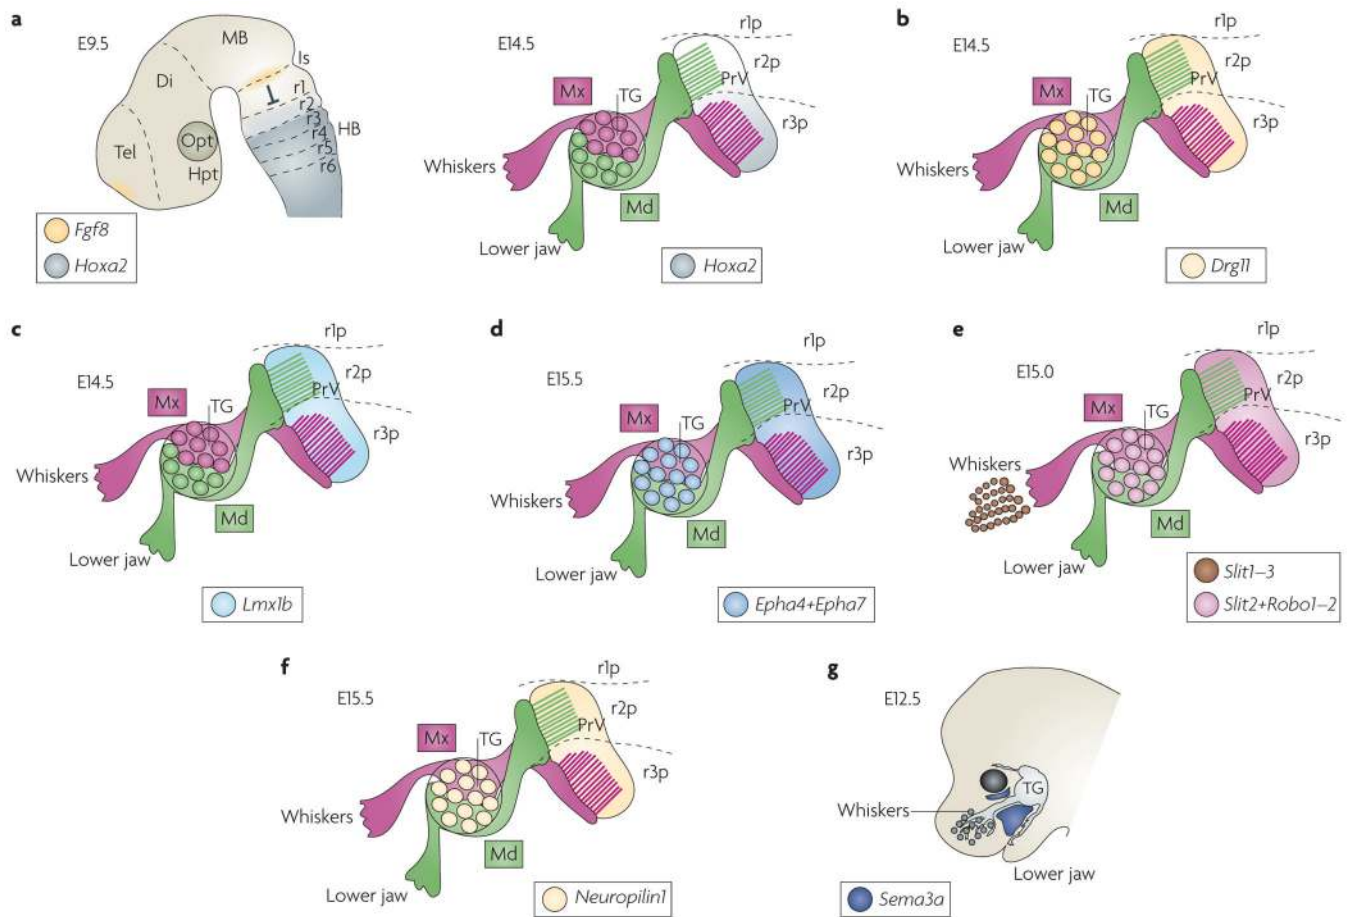 a
E9.5
MB
Is
Di
r1
r2
r3
HB
r4
Tel
Opt
r5
Hpt
r6
Fgf8
Hoxa2
E14.5
r1p
r2p
Mx
TG
PrV
r3p
Whiskers
Md
Lower jaw
Hoxa2
b
E14.5
r1p
r2p
Mx
TG
PrV
r3p
Whiskers
Md
Lower jaw
Drg11
c
E14.5
r1p
r2p
Mx
TG
PrV
r3p
Whiskers
Md
Lower jaw
Lmx1b
d
E15.5
r1p
r2p
Mx
TG
PrV
r3p
Whiskers
Md
Lower jaw
Epha4+Epha7
e
E15.0
r1p
r2p
Mx
TG
PrV
r3p
Whiskers
Md
Lower jaw
Slit1–3
Slit2+Robo1–2
f
E15.5
r1p
r2p
Mx
TG
PrV
r3p
Whiskers
Md
Lower jaw
Neuropilin1
g
E12.5
TG
Whiskers
Lower jaw
Sema3a